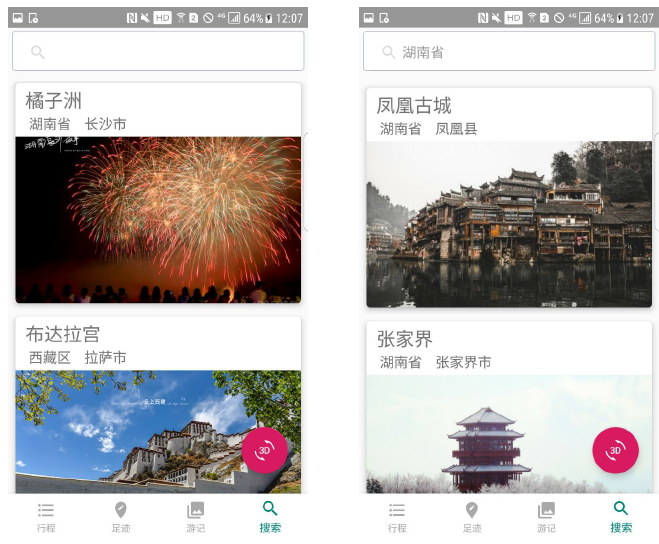 HD 2 4G 64% 12:07
橘子洲
湖南省 长沙市
布达拉宫
西藏区 拉萨市
3D
行程 足迹 游记 搜索
HD 2 4G 64% 12:07
湖南省
凤凰古城
湖南省 凤凰县
张家界
湖南省 张家界市
3D
行程 足迹 游记 搜索